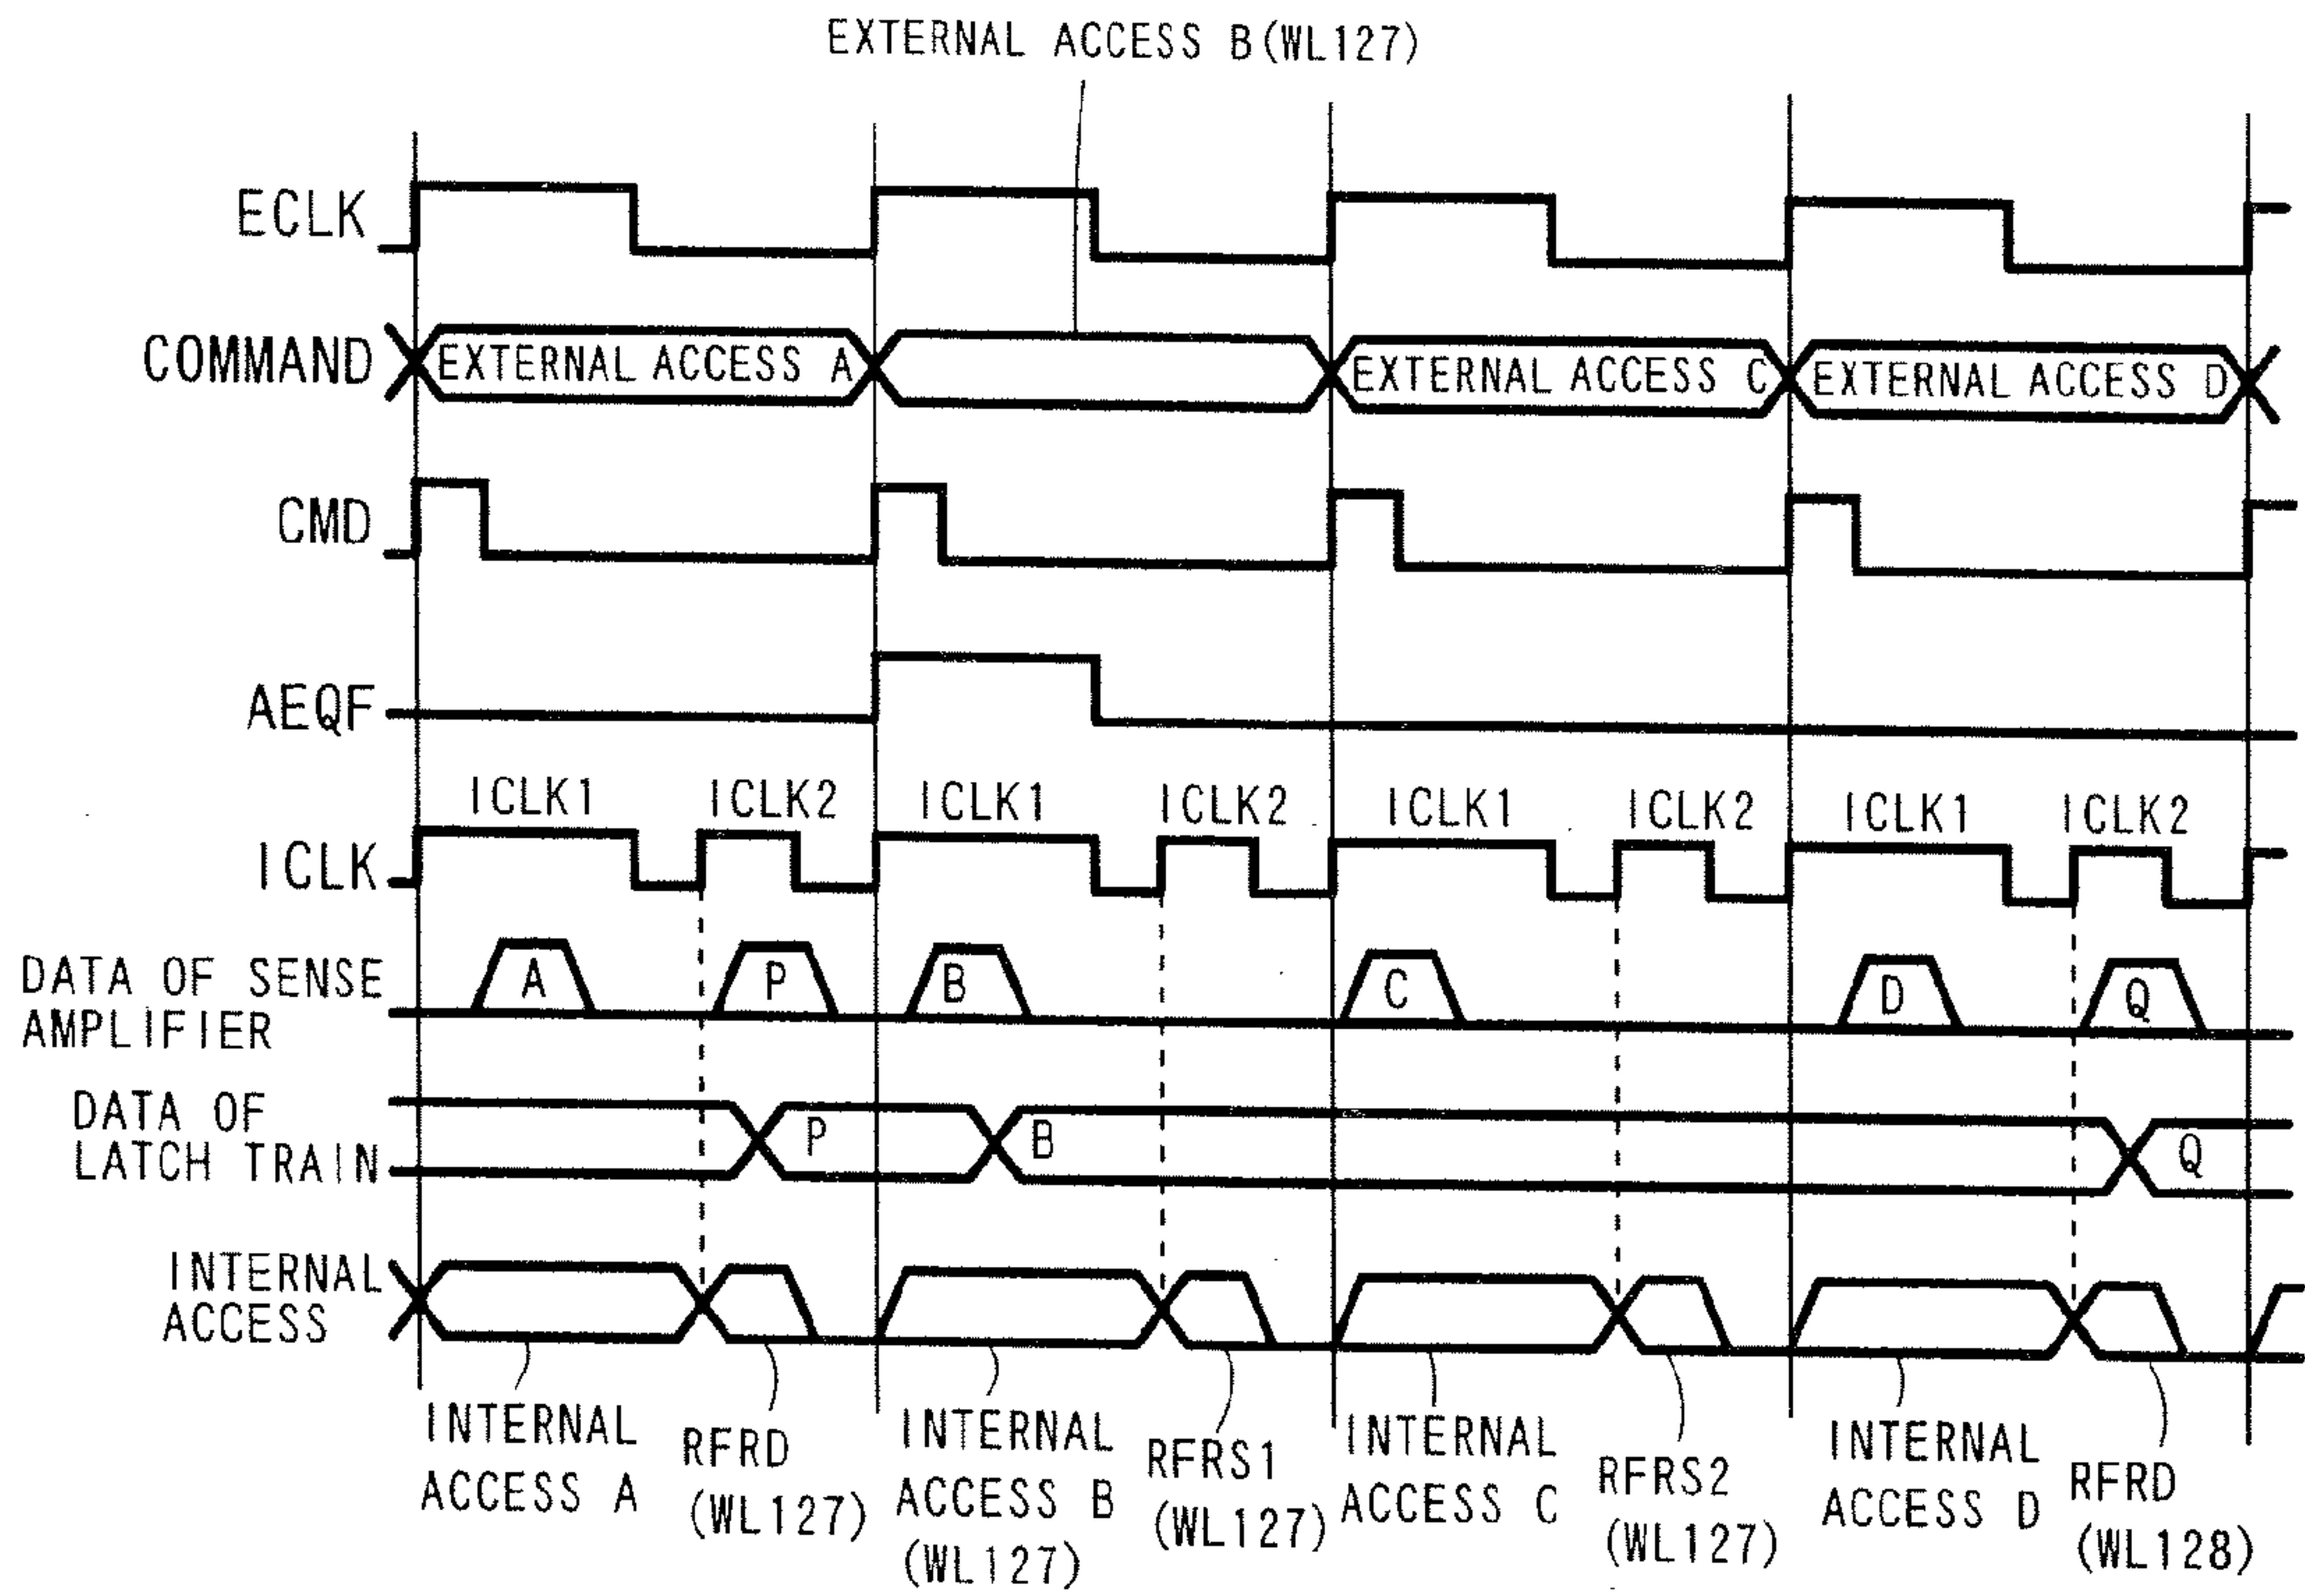 EXTERNAL ACCESS B(WL127)
ECLK
COMMAND EXTERNAL ACCESS A EXTERNAL ACCESS C EXTERNAL ACCESS D
CMD
AEQF
ICLK1 ICLK2 ICLK1 ICLK2 ICLK1 ICLK2 ICLK1 ICLK2
ICLK
DATA OF SENSE
AMPLIFIER
A P B C D Q
DATA OF
LATCH TRAIN
P B Q
INTERNAL
ACCESS
INTERNAL
ACCESS A
RFRD
(WL127)
INTERNAL
ACCESS B
(WL127)
RFRS1
(WL127)
INTERNAL
ACCESS C
RFRS2
(WL127)
INTERNAL
ACCESS D
RFRD
(WL128)